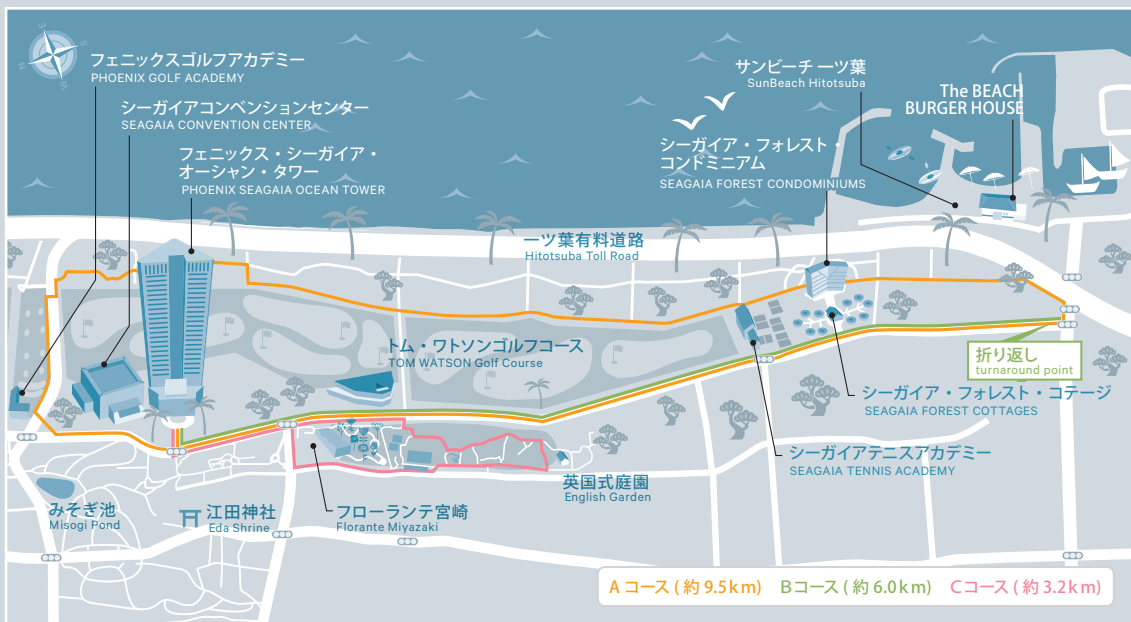 フェニックスゴルフアカデミー
PHOENIX GOLF ACADEMY
シーガイアコンベンションセンター
SEAGAIA CONVENTION CENTER
フェニックス・シーガイア・
オーシャン・タワー
PHOENIX SEAGAIA OCEAN TOWER
サンビーチ一ツ葉
SunBeach Hitotsuba
The BEACH
BURGER HOUSE
シーガイア・フォレスト・
コンドミニアム
SEAGAIA FOREST CONDOMINIUMS
一ツ葉有料道路
Hitotsuba Toll Road
トム・ワトソンゴルフコース
TOM WATSON Golf Course
折り返し
turnaround point
シーガイア・フォレスト・コテージ
SEAGAIA FOREST COTTAGES
シーガイアテニスアカデミー
SEAGAIA TENNIS ACADEMY
英国式庭園
English Garden
みそぎ池
Misogi Pond
江田神社
Eda Shrine
フローランテ宮崎
Florante Miyazaki
Aコース(約9.5km) Bコース(約6.0km) Cコース(約3.2km)